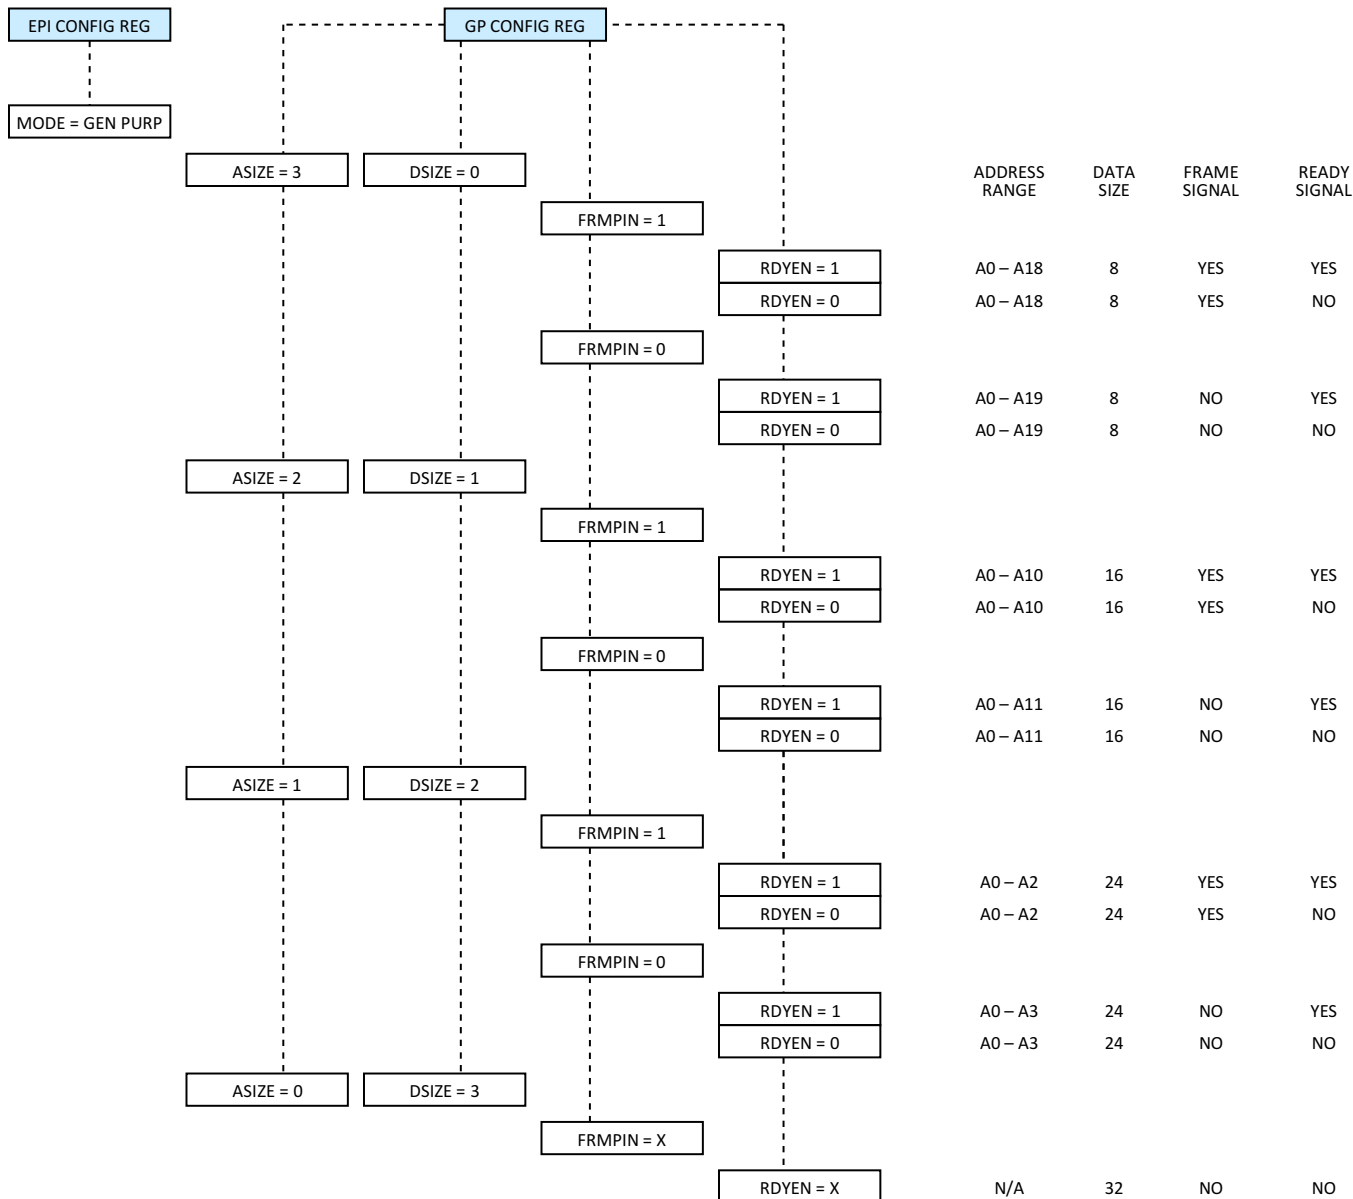 EPI CONFIG REG
GP CONFIG REG
MODE = GEN PURP
ASIZE = 3
DSIZE = 0
ADDRESS RANGE
DATA SIZE
FRAME SIGNAL
READY SIGNAL
FRMPIN = 1
RDYEN = 1 A0 – A18 8 YES YES
RDYEN = 0 A0 – A18 8 YES NO
FRMPIN = 0
RDYEN = 1 A0 – A19 8 NO YES
RDYEN = 0 A0 – A19 8 NO NO
ASIZE = 2
DSIZE = 1
FRMPIN = 1
RDYEN = 1 A0 – A10 16 YES YES
RDYEN = 0 A0 – A10 16 YES NO
FRMPIN = 0
RDYEN = 1 A0 – A11 16 NO YES
RDYEN = 0 A0 – A11 16 NO NO
ASIZE = 1
DSIZE = 2
FRMPIN = 1
RDYEN = 1 A0 – A2 24 YES YES
RDYEN = 0 A0 – A2 24 YES NO
FRMPIN = 0
RDYEN = 1 A0 – A3 24 NO YES
RDYEN = 0 A0 – A3 24 NO NO
ASIZE = 0
DSIZE = 3
FRMPIN = X
RDYEN = X N/A 32 NO NO